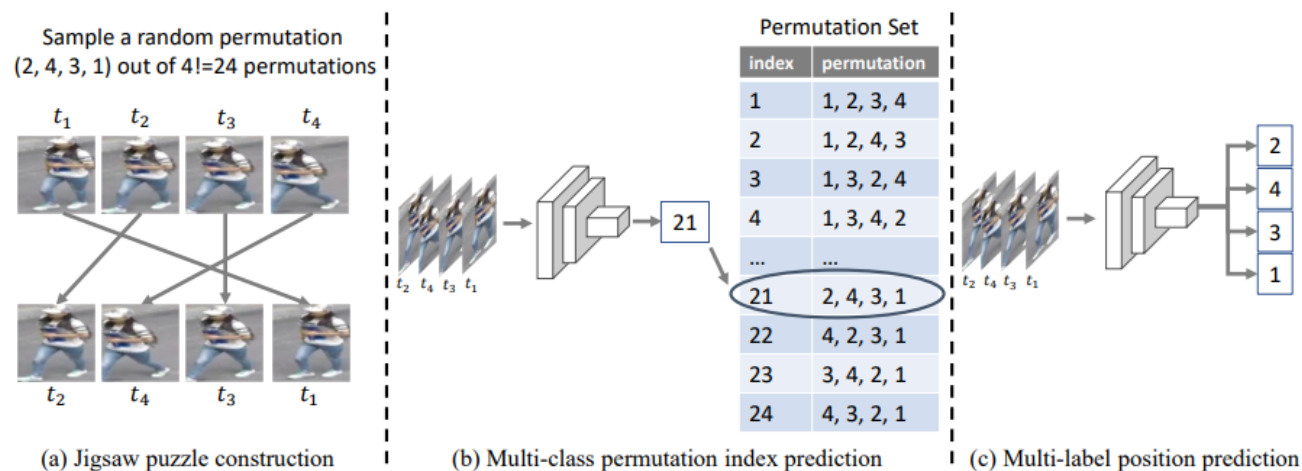 Sample a random permutation
(2, 4, 3, 1) out of 4!=24 permutations
t₁ t₂ t₃ t₄
t₂ t₄ t₃ t₁
(a) Jigsaw puzzle construction
t₂ t₄ t₃ t₁
21
Permutation Set
index permutation
1 1, 2, 3, 4
2 1, 2, 4, 3
3 1, 3, 2, 4
4 1, 3, 4, 2
... ...
21 2, 4, 3, 1
22 4, 2, 3, 1
23 3, 4, 2, 1
24 4, 3, 2, 1
(b) Multi-class permutation index prediction
t₂ t₄ t₃ t₁
2
4
3
1
(c) Multi-label position prediction